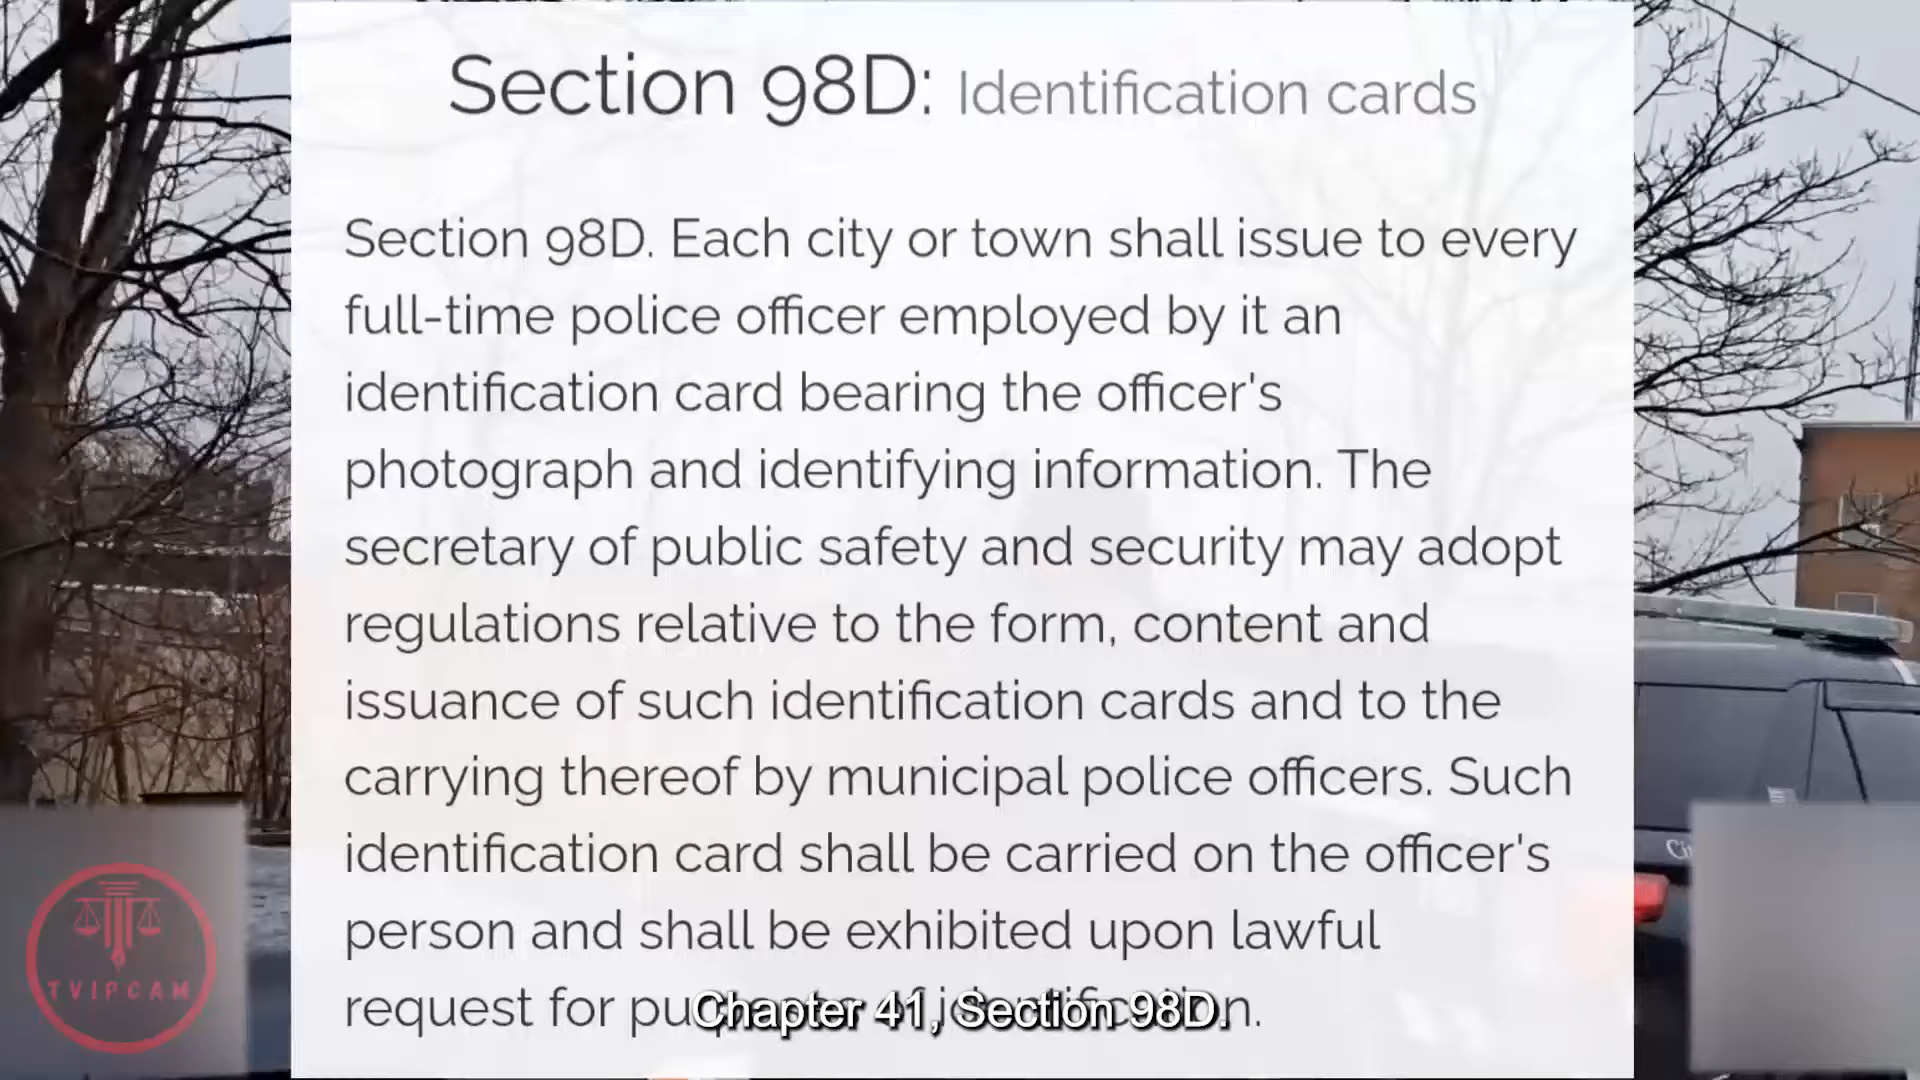 Section 98D: Identification cards
Section 98D. Each city or town shall issue to every
full-time police officer employed by it an
identification card bearing the officer's
photograph and identifying information. The
secretary of public safety and security may adopt
regulations relative to the form, content and
issuance of such identification cards and to the
carrying thereof by municipal police officers. Such
identification card shall be carried on the officer's
person and shall be exhibited upon lawful
request for purposes of identification.
Chapter 41, Section 98D.
TVIPCAM